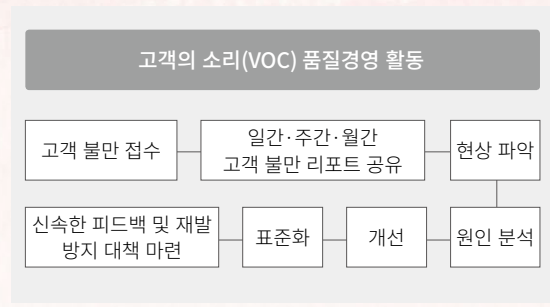 고객의 소리(VOC) 품질경영 활동
고객 불만 접수
일간·주간·월간
고객 불만 리포트 공유
현상 파악
원인 분석
개선
표준화
신속한 피드백 및 재발
방지 대책 마련